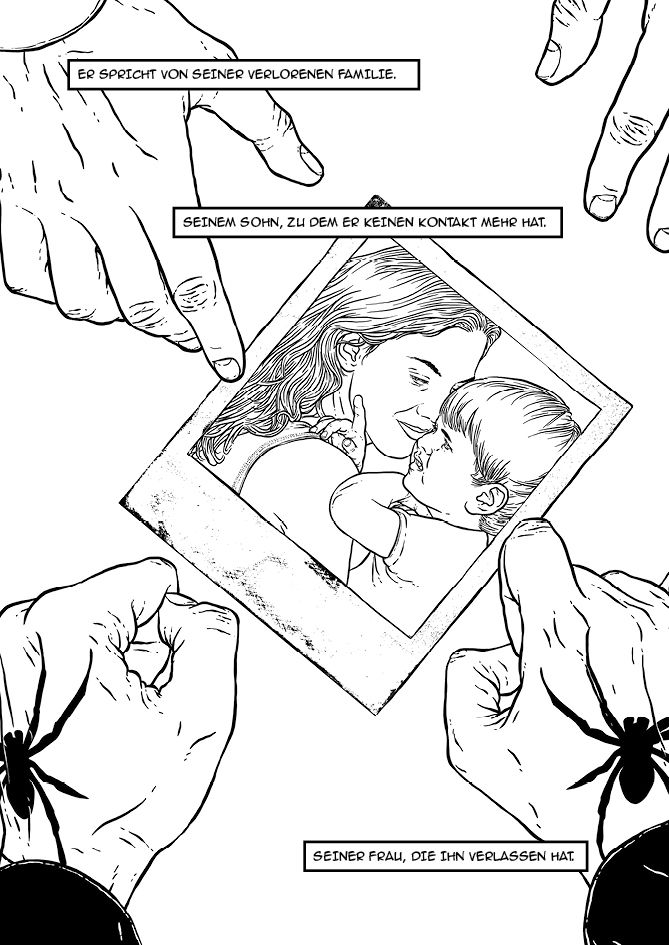 ER SPRICHT VON SEINER VERLORENEN FAMILIE.
SEINEM SOHN, ZU DEM ER KEINEN KONTAKT MEHR HAT.
SEINER FRAU, DIE IHN VERLASSEN HAT.